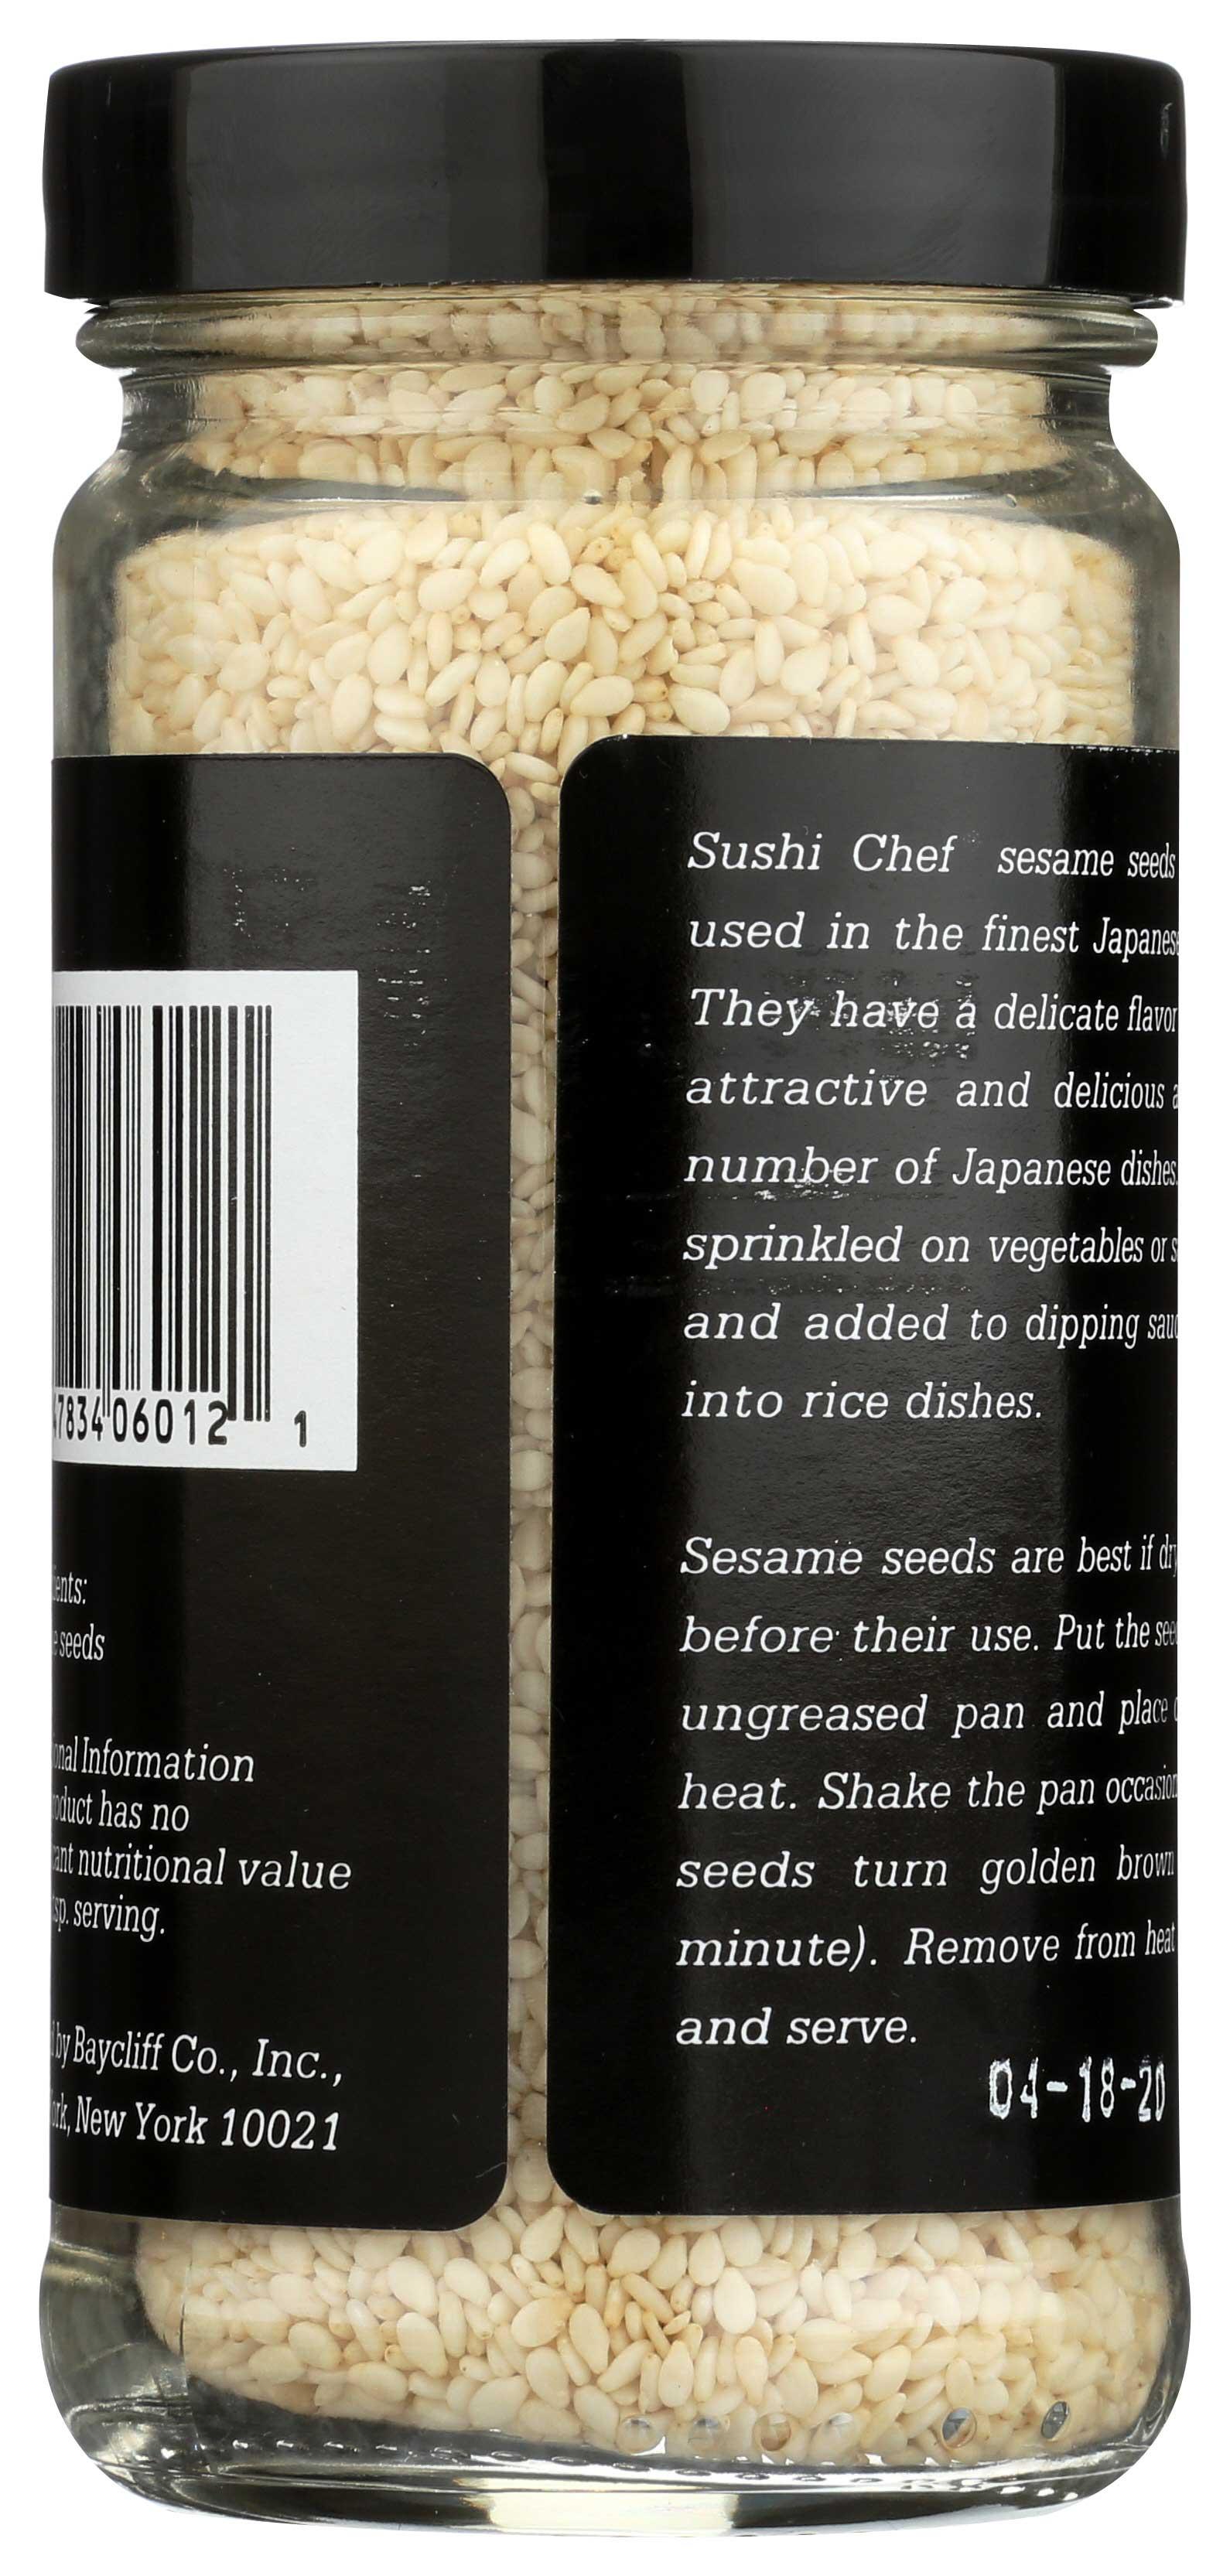 47834 06012 1
seeds
Information
has no
nutritional value
serving.
by Baycliff Co., Inc.,
New York 10021
Sushi Chef sesame seeds
used in the finest
They have a delicate flavor
attractive and delicious
number of Japanese dishes.
sprinkled on vegetables or
and added to dipping
into rice dishes.
Sesame seeds are best if
before their use. Put the
ungreased pan and place
heat. Shake the pan
seeds turn golden brown
minute). Remove from heat
and serve.
04-18-20